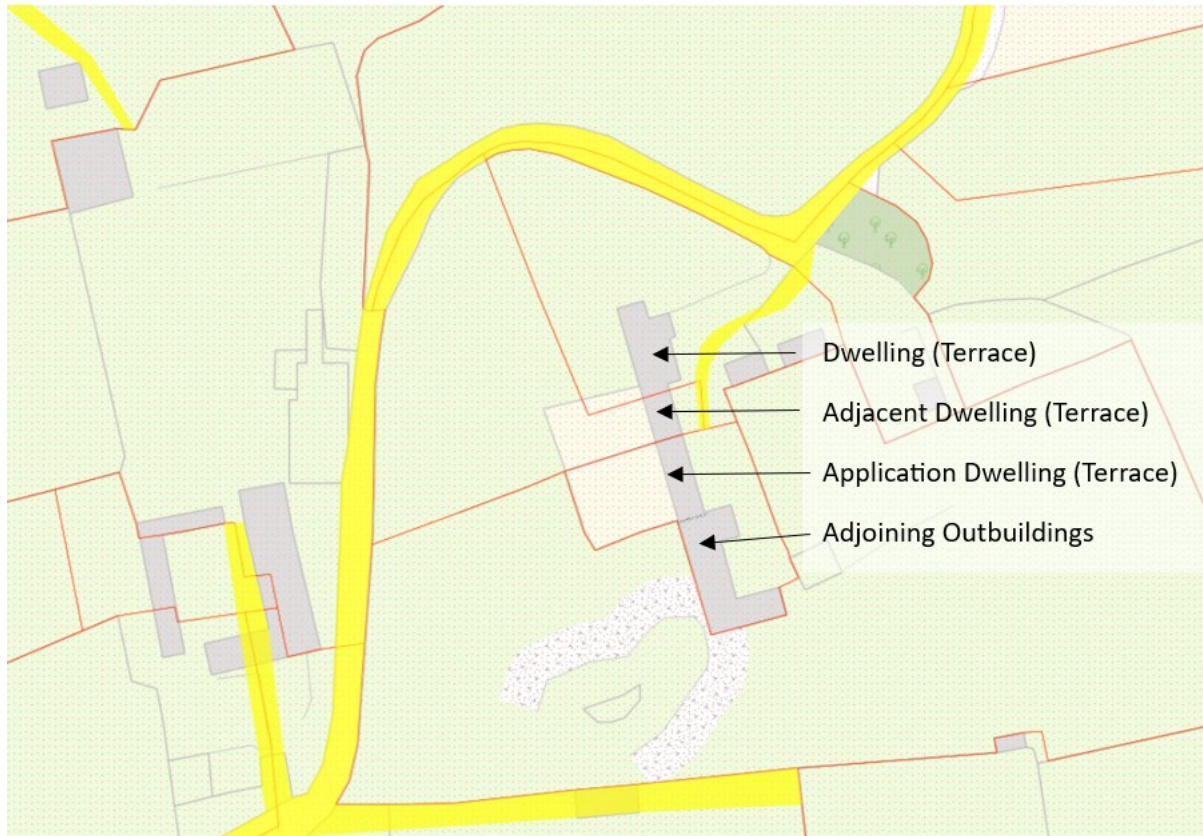 Dwelling (Terrace)
Adjacent Dwelling (Terrace)
Application Dwelling (Terrace)
Adjoining Outbuildings